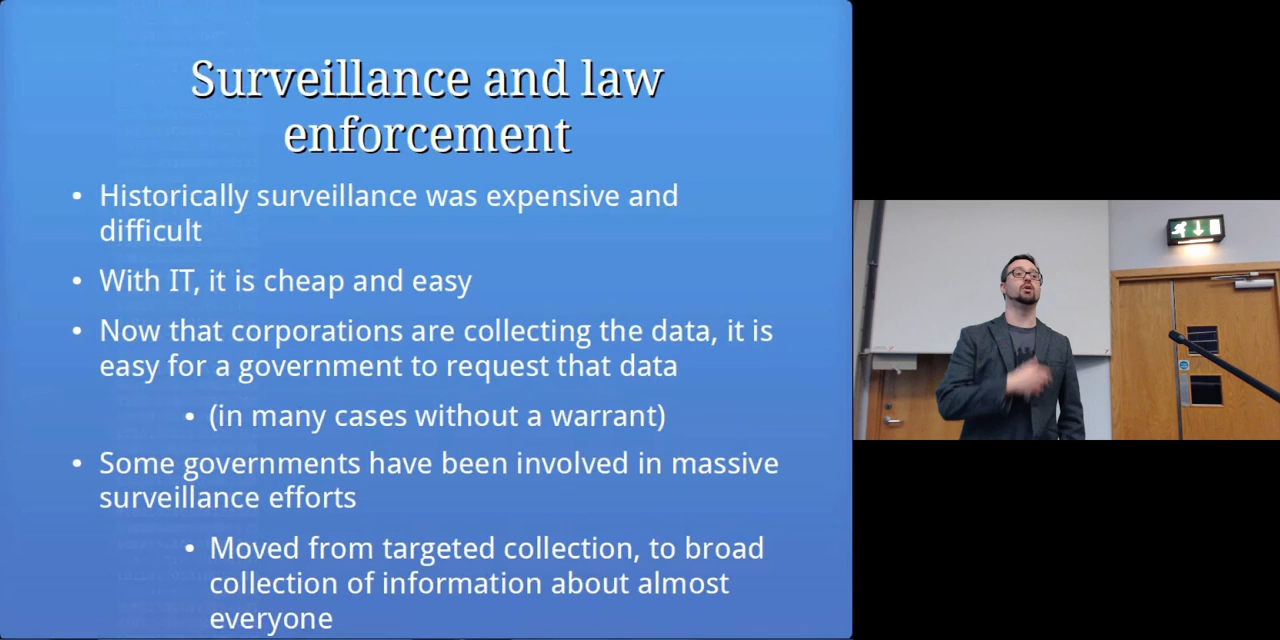 Surveillance and law
enforcement
• Historically surveillance was expensive and
difficult
• With IT, it is cheap and easy
• Now that corporations are collecting the data, it is
easy for a government to request that data
• (in many cases without a warrant)
• Some governments have been involved in massive
surveillance efforts
• Moved from targeted collection, to broad
collection of information about almost
everyone